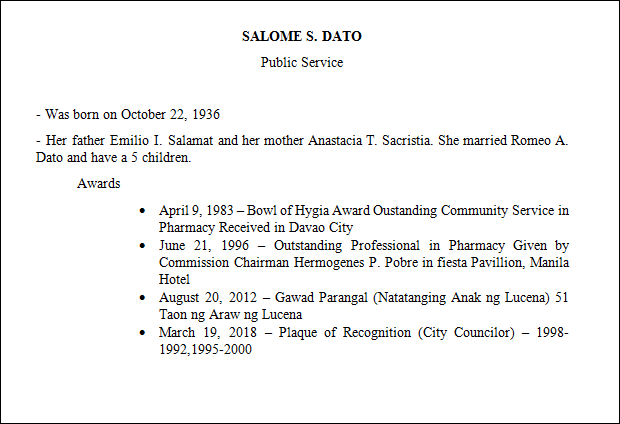 SALOME S. DATO
Public Service
- Was born on October 22, 1936
- Her father Emilio I. Salamat and her mother Anastacia T. Sacristia. She married Romeo A.
Dato and have a 5 children.
Awards
• April 9, 1983 – Bowl of Hygia Award Oustanding Community Service in
Pharmacy Received in Davao City
• June 21, 1996 – Outstanding Professional in Pharmacy Given by
Commission Chairman Hermogenes P. Pobre in fiesta Pavillion, Manila
Hotel
• August 20, 2012 – Gawad Parangal (Natatanging Anak ng Lucena) 51
Taon ng Araw ng Lucena
• March 19, 2018 – Plaque of Recognition (City Councilor) – 1998-
1992,1995-2000